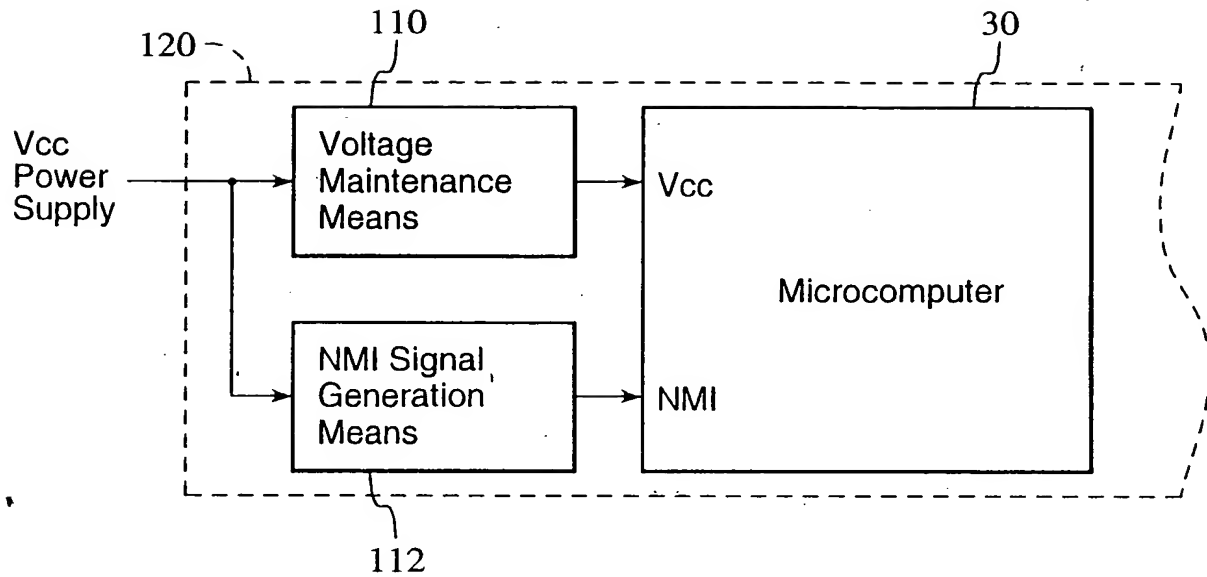 110
30
120
Vcc
Power
Supply
Voltage
Maintenance
Means
Vcc
Microcomputer
NMI Signal
Generation
Means
NMI
112